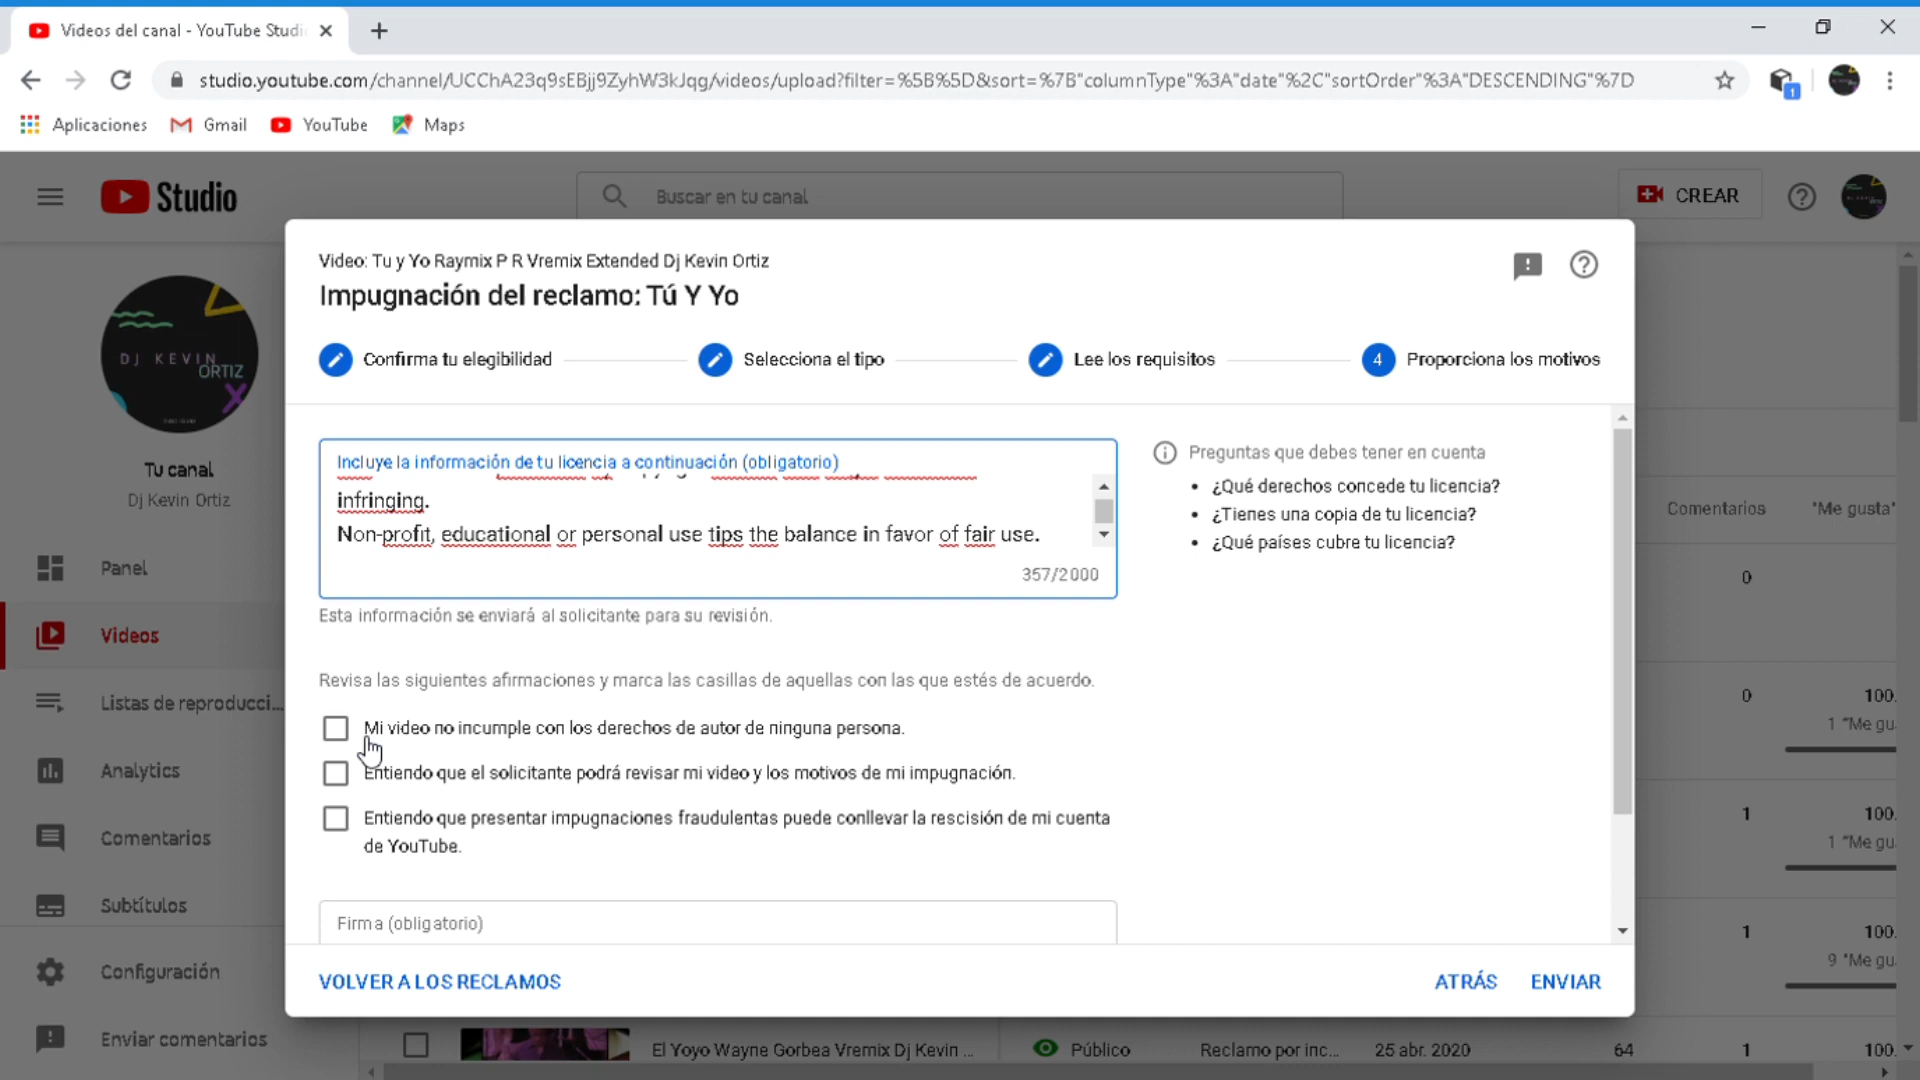 Videos del canal - YouTube Studi
studio.youtube.com/channel/UCChA23q9sEBjj9ZyhW3kJqg/videos/upload?filter=%5B%5D&sort=%7B"columnType"%3A"date"%2C"sortOrder"%3A"DESCENDING"%7D
1
Aplicaciones
Gmail
YouTube
Maps
Studio
Buscar en tu canal
CREAR
DJ KEVIN
ORTIZ
Tu canal
Dj Kevin Ortiz
Panel
Videos
Listas de reproducci...
Analytics
Comentarios
Subtítulos
Configuración
Enviar comentarios
Video: Tu y Yo Raymix P R Vremix Extended Dj Kevin Ortiz
Impugnación del reclamo: Tú Y Yo
Confirma tu elegibilidad
Selecciona el tipo
Lee los requisitos
4 Proporciona los motivos
Incluye la información de tu licencia a continuación (obligatorio)
infringing.
Non-profit, educational or personal use tips the balance in favor of fair use.
357/2000
Esta información se enviará al solicitante para su revisión.
Preguntas que debes tener en cuenta
• ¿Qué derechos concede tu licencia?
• ¿Tienes una copia de tu licencia?
• ¿Qué países cubre tu licencia?
Revisa las siguientes afirmaciones y marca las casillas de aquellas con las que estés de acuerdo.
Mi video no incumple con los derechos de autor de ninguna persona.
Entiendo que el solicitante podrá revisar mi video y los motivos de mi impugnación.
Entiendo que presentar impugnaciones fraudulentas puede conllevar la rescisión de mi cuenta
de YouTube.
Firma (obligatorio)
VOLVER A LOS RECLAMOS
ATRÁS
ENVIAR
Comentarios
"Me gusta"
0
0
100.
1 "Me gu
1
100.
1 "Me gu
1
100.
9 "Me gu
El Yoyo Wayne Gorbea Vremix Dj Kevin ...
Público
Reclamo por inc...
25 abr. 2020
64
1
100.